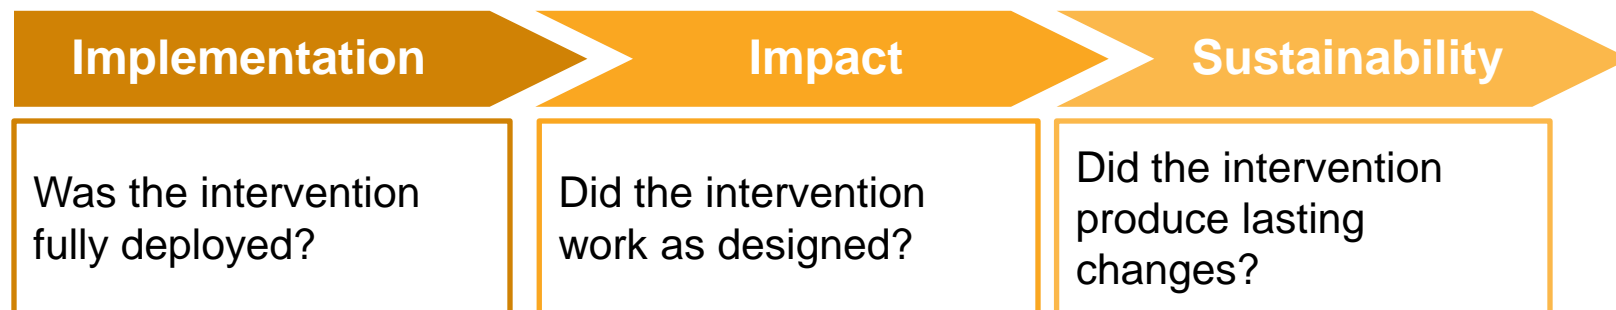 Implementation
Impact
Sustainability
Was the intervention
fully deployed?
Did the intervention
work as designed?
Did the intervention
produce lasting
changes?